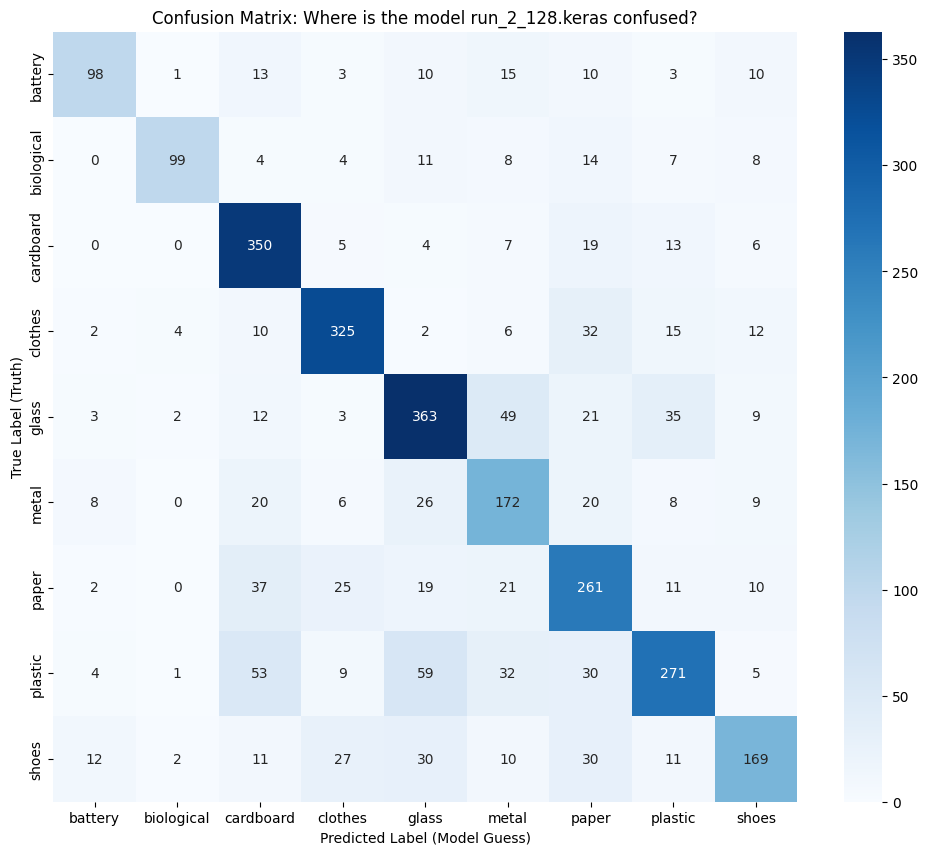 Confusion Matrix: Where is the model run_2_128.keras confused?
battery 98 1 13 3 10 15 10 3 10
biological 0 99 4 4 11 8 14 7 8
cardboard 0 0 350 5 4 7 19 13 6
clothes 2 4 10 325 2 6 32 15 12
glass 3 2 12 3 363 49 21 35 9
metal 8 0 20 6 26 172 20 8 9
paper 2 0 37 25 19 21 261 11 10
plastic 4 1 53 9 59 32 30 271 5
shoes 12 2 11 27 30 10 30 11 169
battery biological cardboard clothes glass metal paper plastic shoes
Predicted Label (Model Guess)
True Label (Truth)
350
300
250
200
150
100
50
0